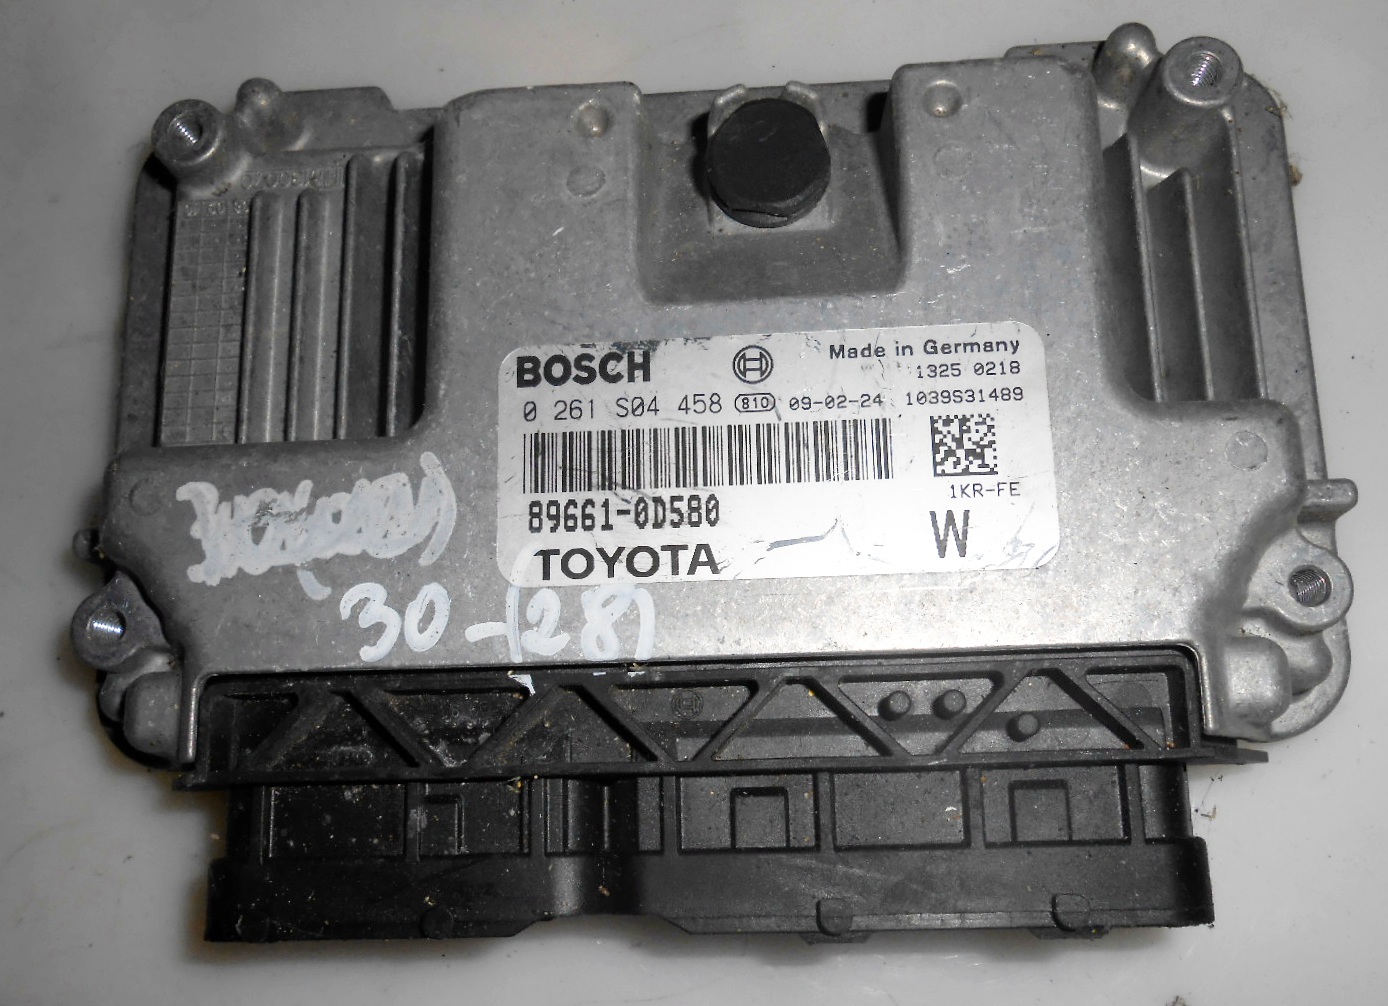 BOSCH
Made in Germany
1325 0218
0 261 S04 458 810 09-02-24 1039S31489
1KR-FE
89661-0D580
W
TOYOTA
30-(28)